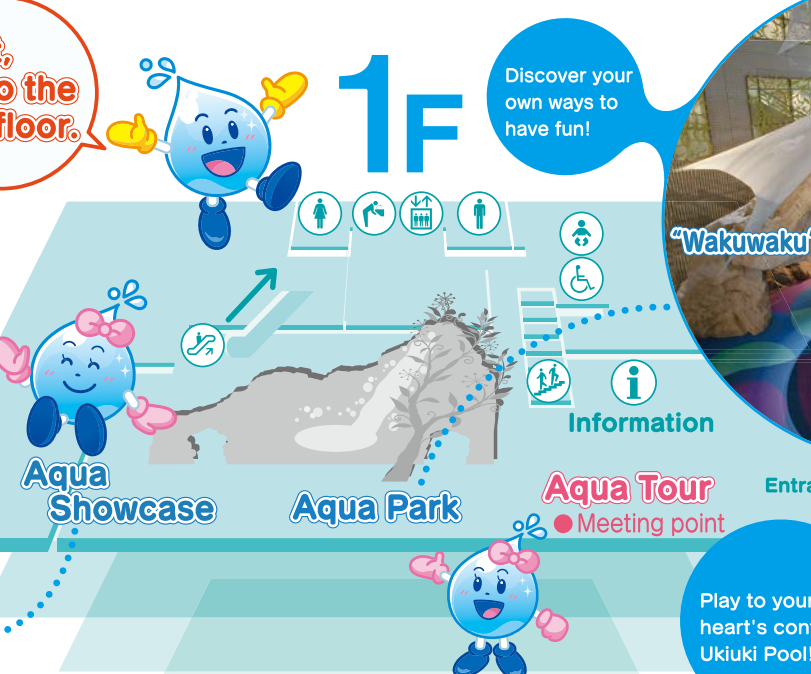 o the
floor.
1F
Discover your
own ways to
have fun!
"Wakuwaku"
Information
Aqua
Showcase
Aqua Park
Aqua Tour
Meeting point
Entra
Play to your
heart's con
Ukiuki Pool!